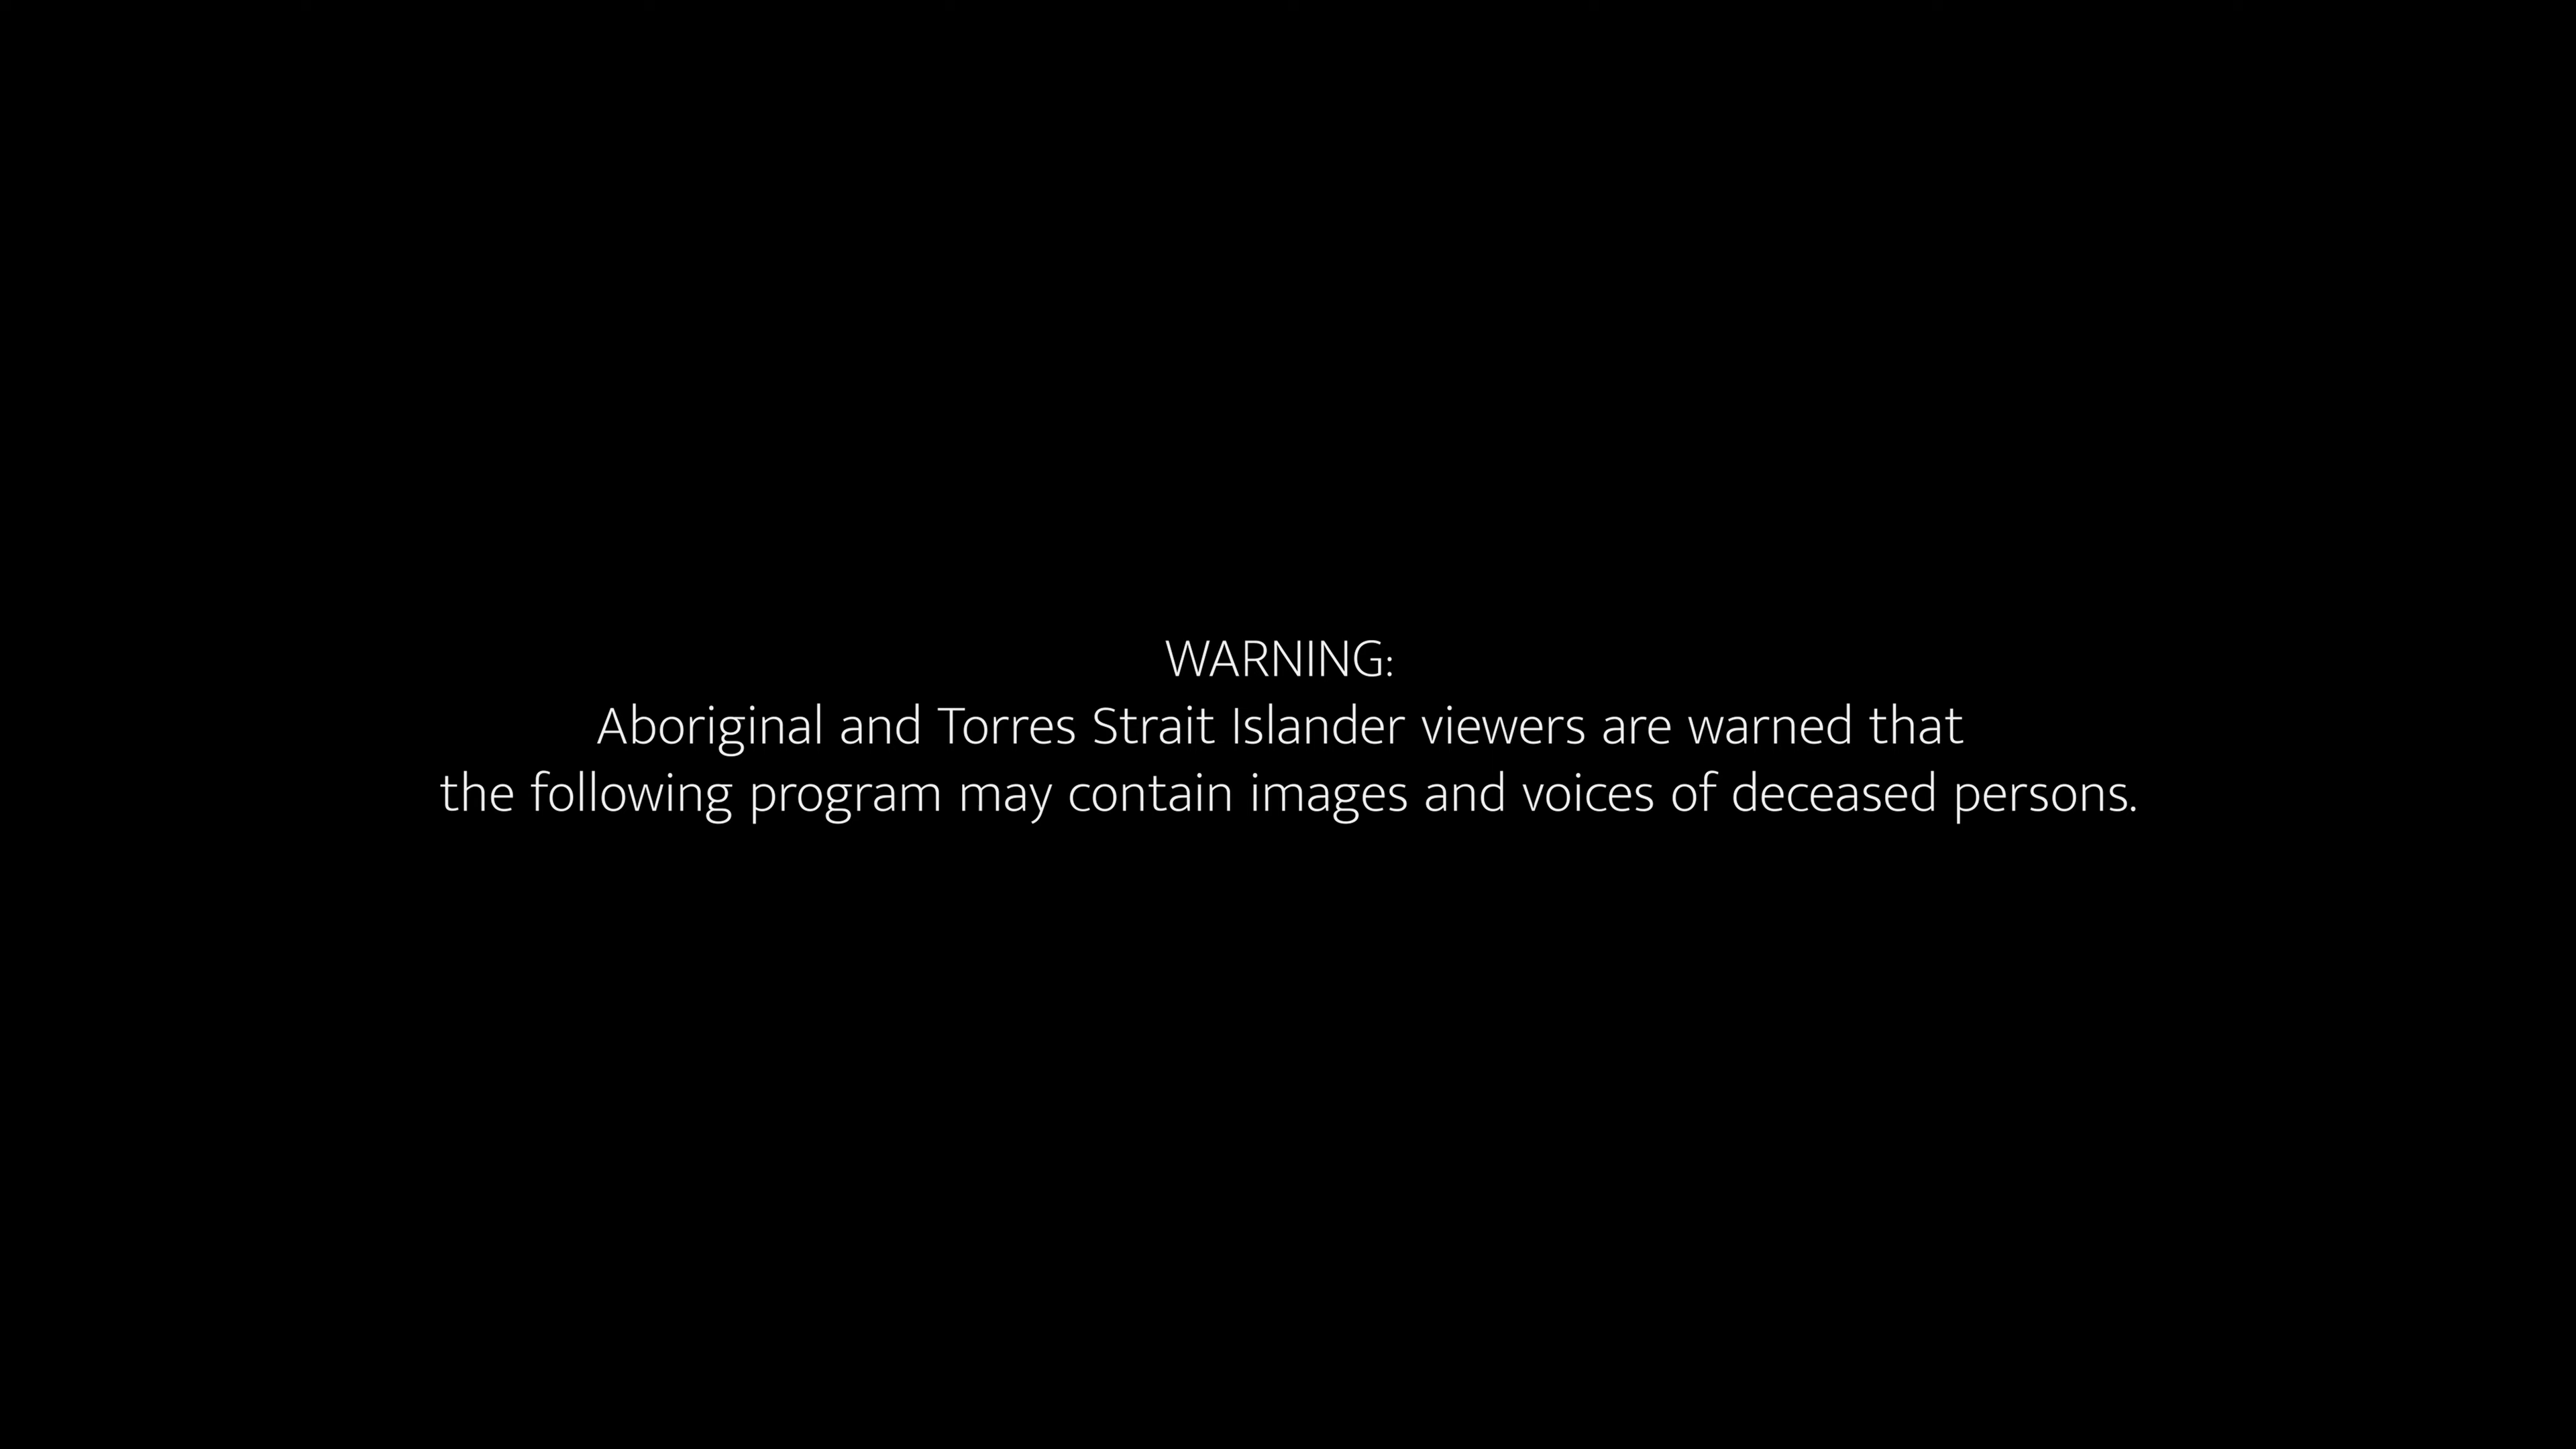 WARNING:
Aboriginal and Torres Strait Islander viewers are warned that
the following program may contain images and voices of deceased persons.